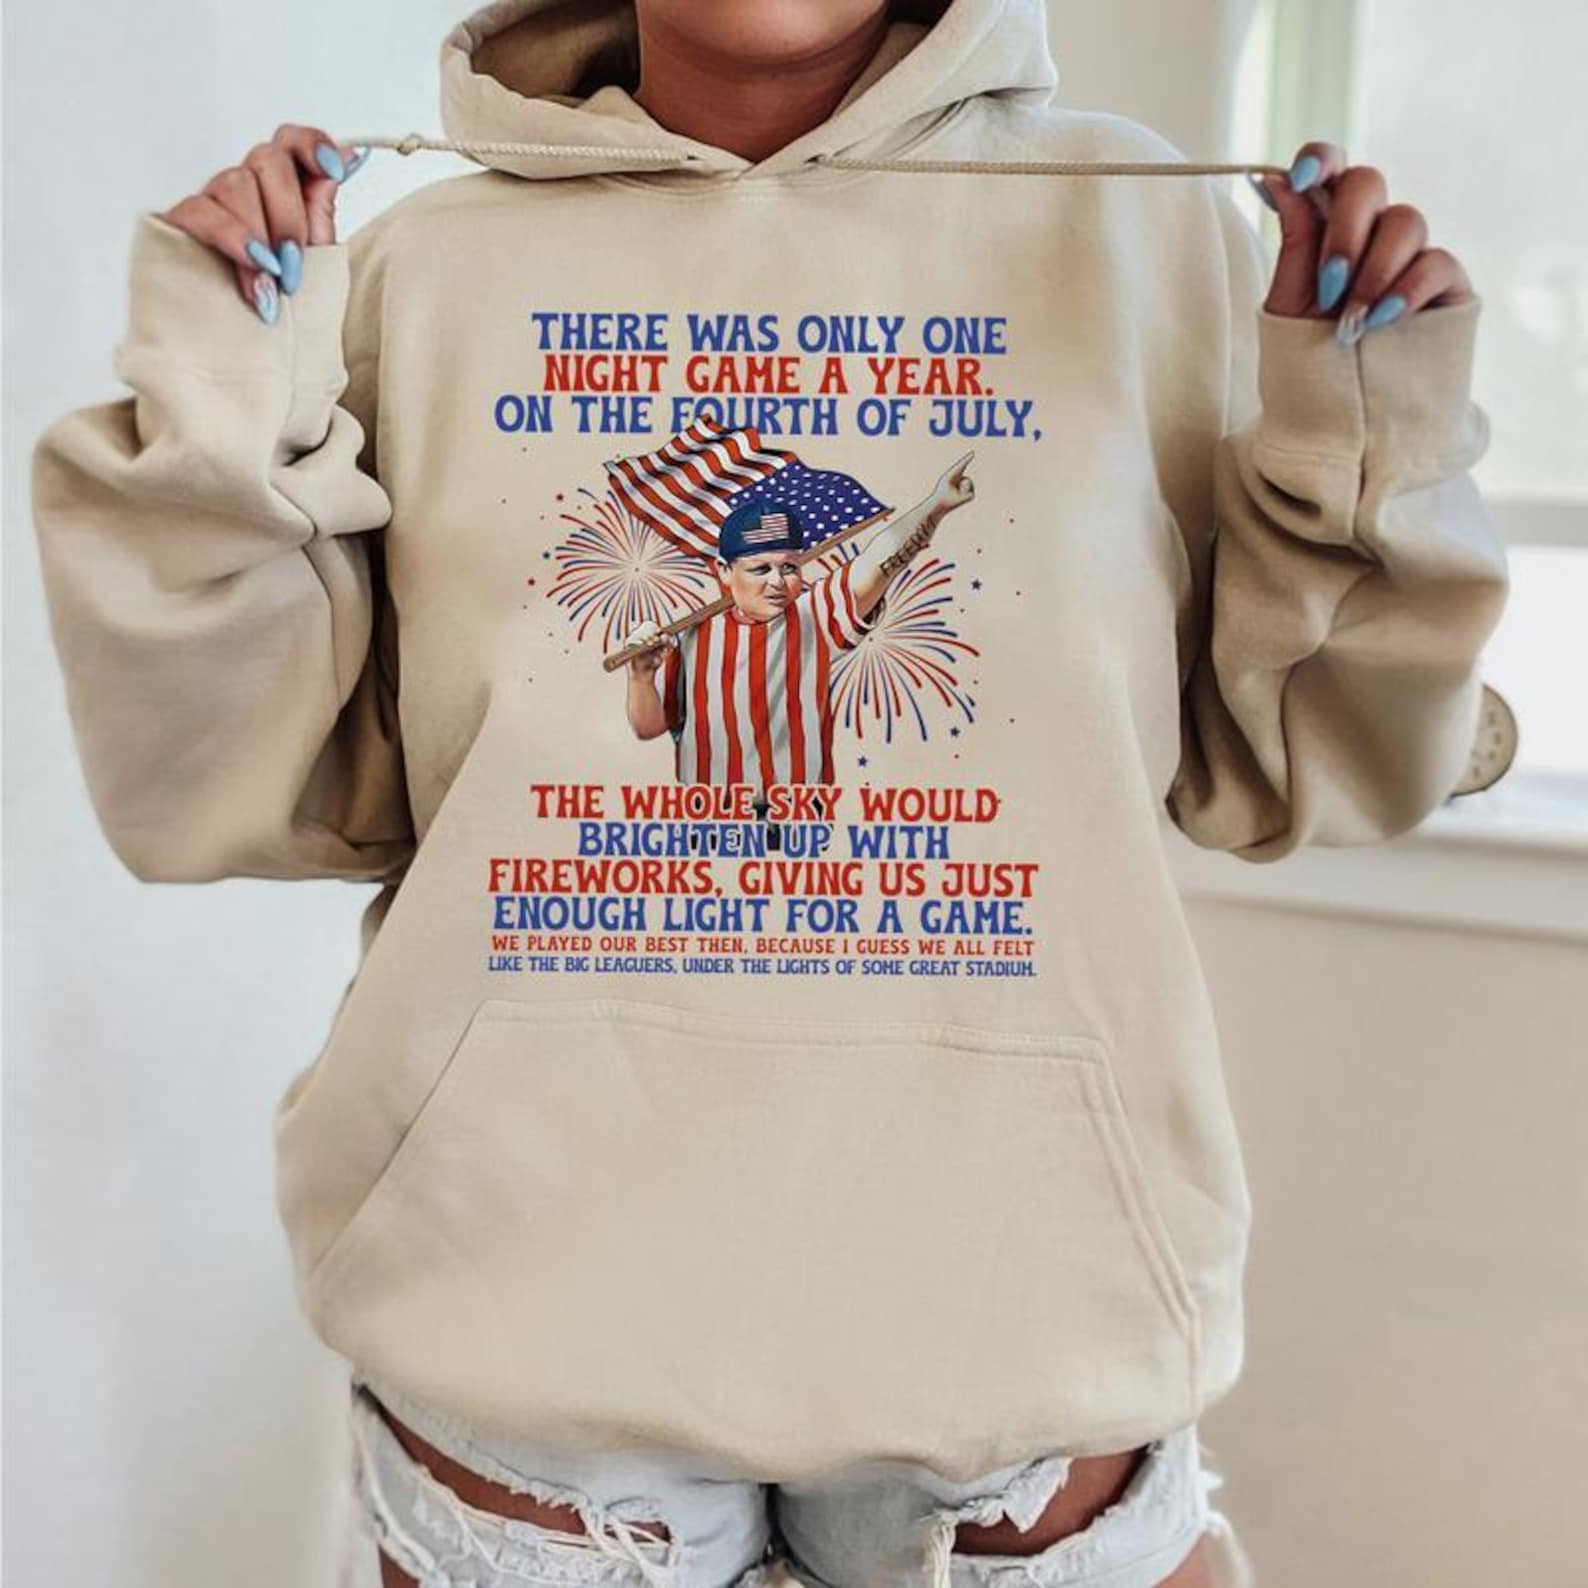 THERE WAS ONLY ONE
NIGHT GAME A YEAR.
ON THE FOURTH OF JULY,
FREEDOM
THE WHOLE SKY WOULD
BRIGHTEN UP WITH
FIREWORKS, GIVING US JUST
ENOUGH LIGHT FOR A GAME.
WE PLAYED OUR BEST THEN, BECAUSE I GUESS WE ALL FELT
LIKE THE BIG LEAGUERS, UNDER THE LIGHTS OF SOME GREAT STADIUM.